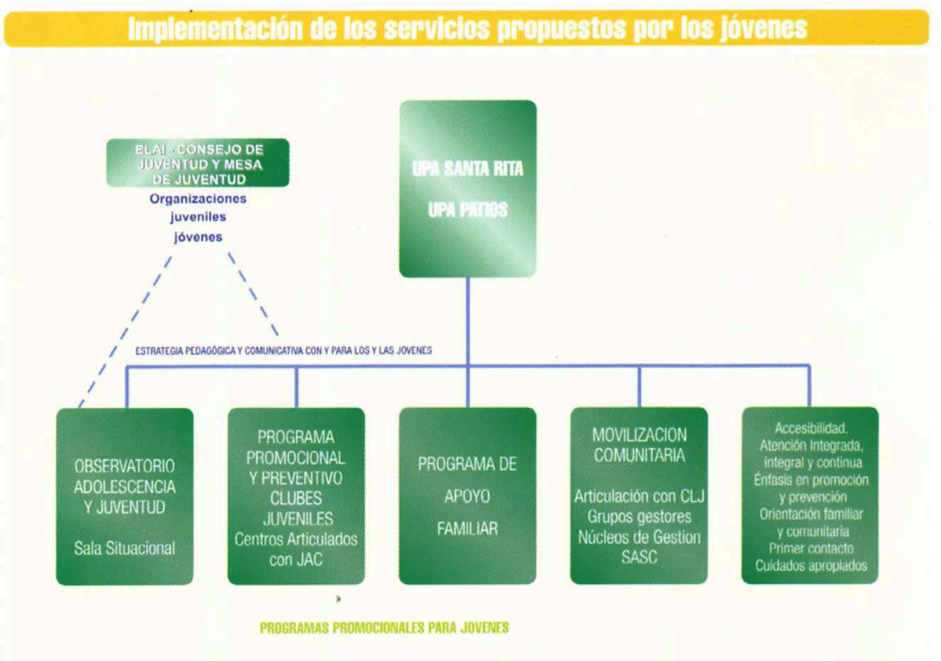 Implementación de los servicios propuestos por los jóvenes
ELAI - CONSEJO DE
JUVENTUD Y MESA
DE JUVENTUD
Organizaciones
juveniles
jóvenes
UPA SANTA RITA
UPA PATIOS
ESTRATEGIA PEDAGÓGICA Y COMUNICATIVA CON Y PARA LOS Y LAS JOVENES
OBSERVATORIO
ADOLESCENCIA
Y JUVENTUD
Sala Situacional
PROGRAMA
PROMOCIONAL
Y PREVENTIVO
CLUBES
JUVENILES
Centros Articulados
con JAC
PROGRAMA DE
APOYO
FAMILIAR
MOVILIZACION
COMUNITARIA
Articulación con CLJ
Grupos gestores
Núcleos de Gestion
SASC
Accesibilidad.
Atención Integrada,
integral y continua
Énfasis en promoción
y prevención
Orientación familiar
y comunitaria
Primer contacto
Cuidados apropiados
PROGRAMAS PROMOCIONALES PARA JOVENES